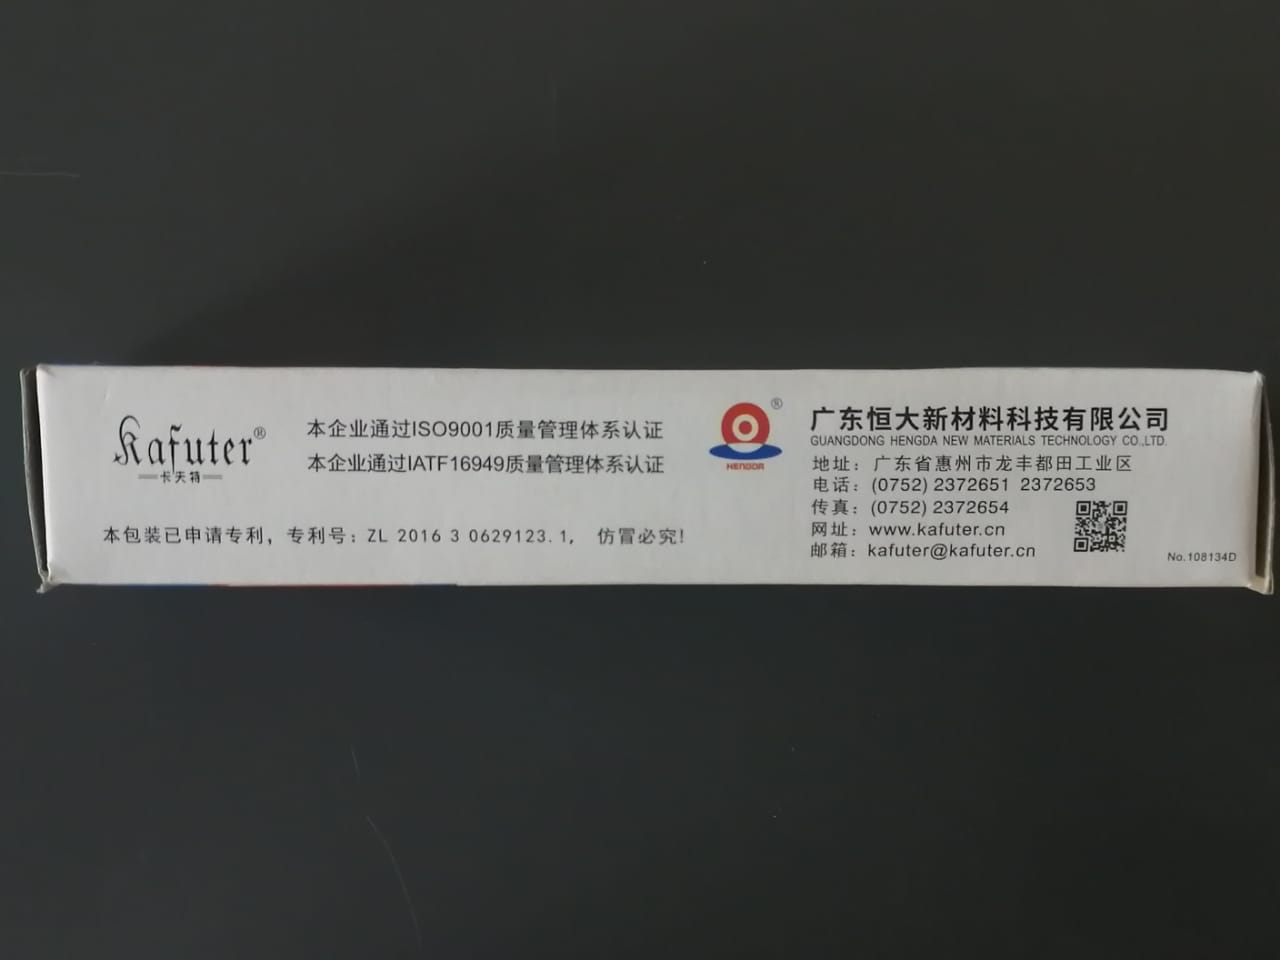 Kafuter®
卡夫特
本企业通过ISO9001质量管理体系认证
本企业通过IATF16949质量管理体系认证
本包装已申请专利，专利号：ZL 2016 3 0629123.1， 仿冒必究!
®
HENGDA
广东恒大新材料科技有限公司
GUANGDONG HENGDA NEW MATERIALS TECHNOLOGY CO.,LTD.
地址：广东省惠州市龙丰都田工业区
电话：(0752) 2372651 2372653
传真：(0752) 2372654
网址：www.kafuter.cn
邮箱：kafuter@kafuter.cn
No.108134D